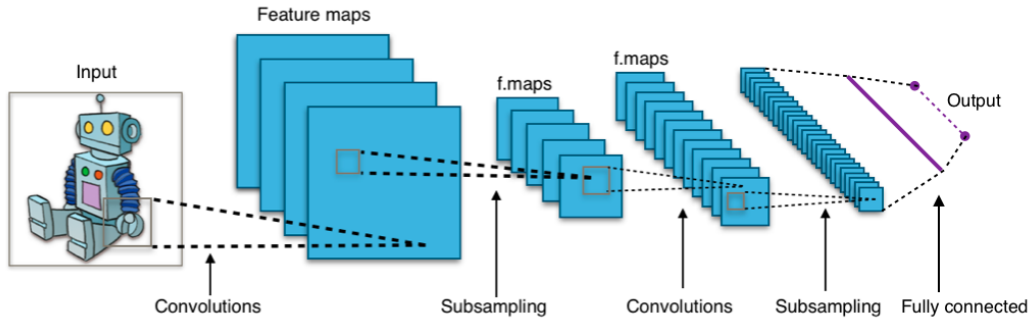 Feature maps
Input
f.maps
f.maps
Output
Convolutions
Subsampling
Convolutions
Subsampling
Fully connected